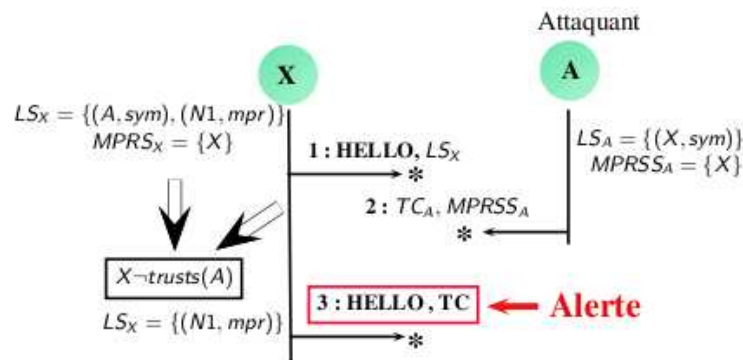 Attaquant
X
A
LS_X = {(A, sym), (N1, mpr)}
MPRS_X = {X}
LS_A = {(X, sym)}
MPRSS_A = {X}
1 : HELLO, LS_X
*
2 : TC_A, MPRSS_A
*
X¬trusts(A)
3 : HELLO , TC
Alerte
LS_X = {(N1, mpr)}
*